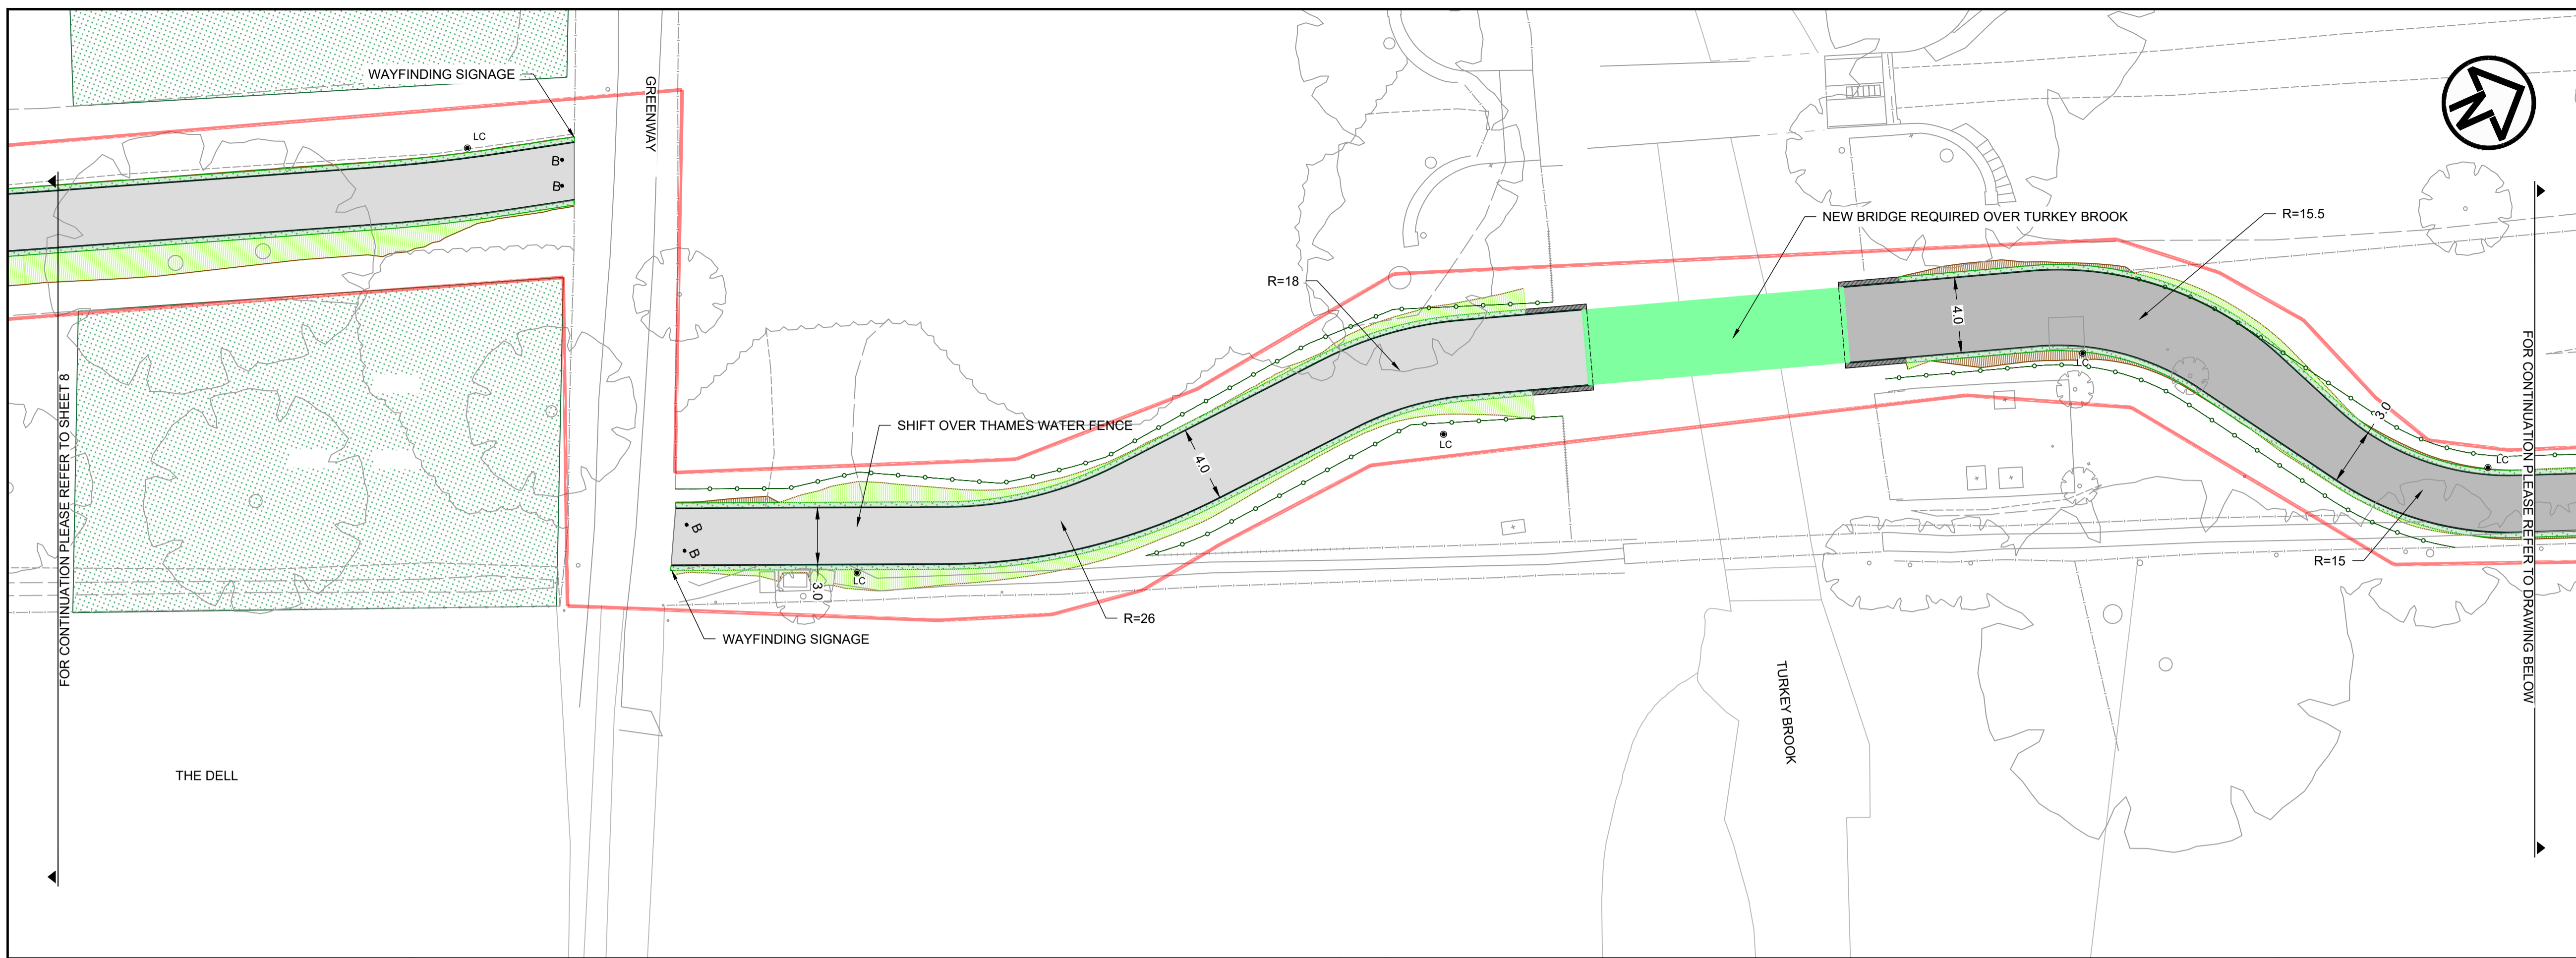 WAYFINDING SIGNAGE
GREENWAY
LC
B
B
N
NEW BRIDGE REQUIRED OVER TURKEY BROOK
R=15.5
R=18
4.0
LC
FOR CONTINUATION PLEASE REFER TO SHEET 8
SHIFT OVER THAMES WATER FENCE
4.0
LC
3.0
LC
FOR CONTINUATION PLEASE REFER TO DRAWING BELOW
B
B
LC
3.0
R=15
R=26
WAYFINDING SIGNAGE
TURKEY BROOK
THE DELL